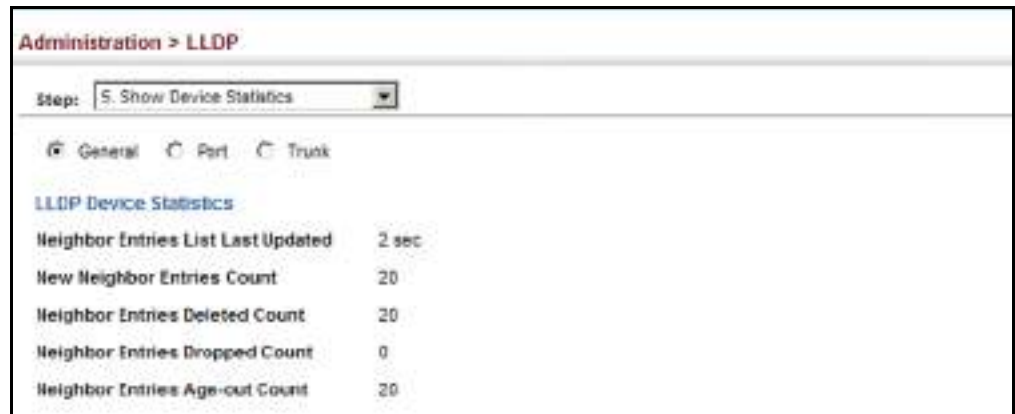 Administration > LLDP
Step: 5. Show Device Statistics
General Port Trunk
LLDP Device Statistics
Neighbor Entries List Last Updated 2 sec
New Neighbor Entries Count 20
Neighbor Entries Deleted Count 20
Neighbor Entries Dropped Count 0
Neighbor Entries Age-out Count 20